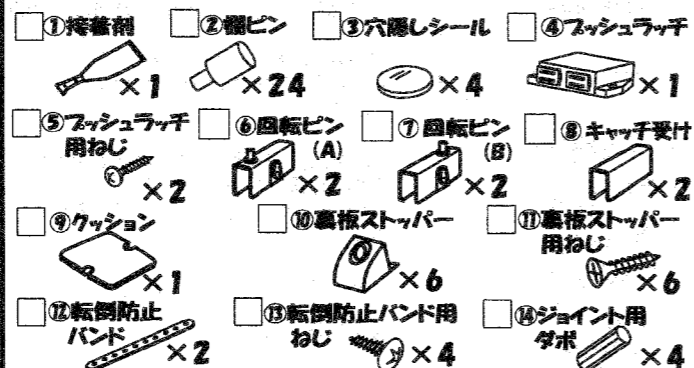 ①接着剤 ②棚ピン ③穴隠しシール ④プッシュラッチ
×1 ×24 ×4 ×1
⑤プッシュラッチ用ねじ ⑥回転ピン(A) ⑦回転ピン(B) ⑧キャッチ受け
×2 ×2 ×2 ×2
⑨クッション ⑩裏板ストッパー ⑪裏板ストッパー用ねじ
×1 ×6 ×6
⑫転倒防止バンド ⑬転倒防止バンド用ねじ ⑭ジョイント用ダボ
×2 ×4 ×4